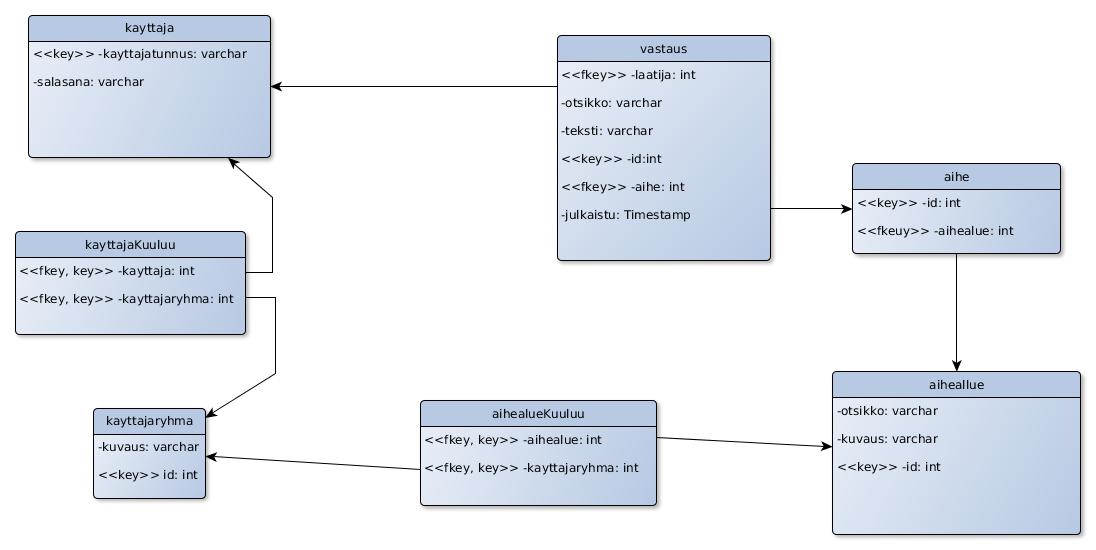 kayttaja
<<key>> -kayttajatunnus: varchar
-salasana: varchar
vastaus
<<fkey>> -laatija: int
-otsikko: varchar
-teksti: varchar
<<key>> -id:int
<<fkey>> -aihe: int
-julkaistu: Timestamp
aihe
<<key>> -id: int
<<fkeuy>> -aihealue: int
kayttajaKuuluu
<<fkey, key>> -kayttaja: int
<<fkey, key>> -kayttajaryhma: int
kayttajaryhma
-kuvaus: varchar
<<key>> id: int
aihealueKuuluu
<<fkey, key>> -aihealue: int
<<fkey, key>> -kayttajaryhma: int
aiheallue
-otsikko: varchar
-kuvaus: varchar
<<key>> -id: int